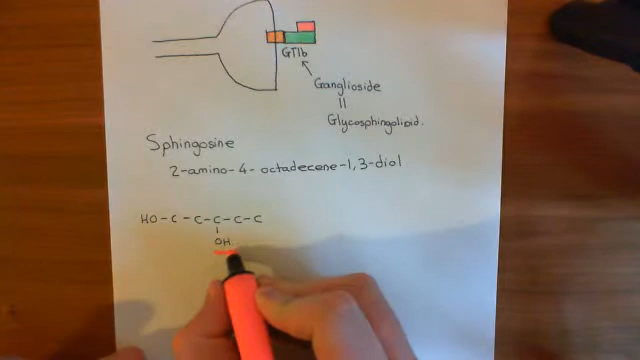 GT1b
Ganglioside
=
Glycosphingolipid.
Sphingosine
2-amino-4-octadecene-1,3-diol
HO-C-C-C-C-C
OH